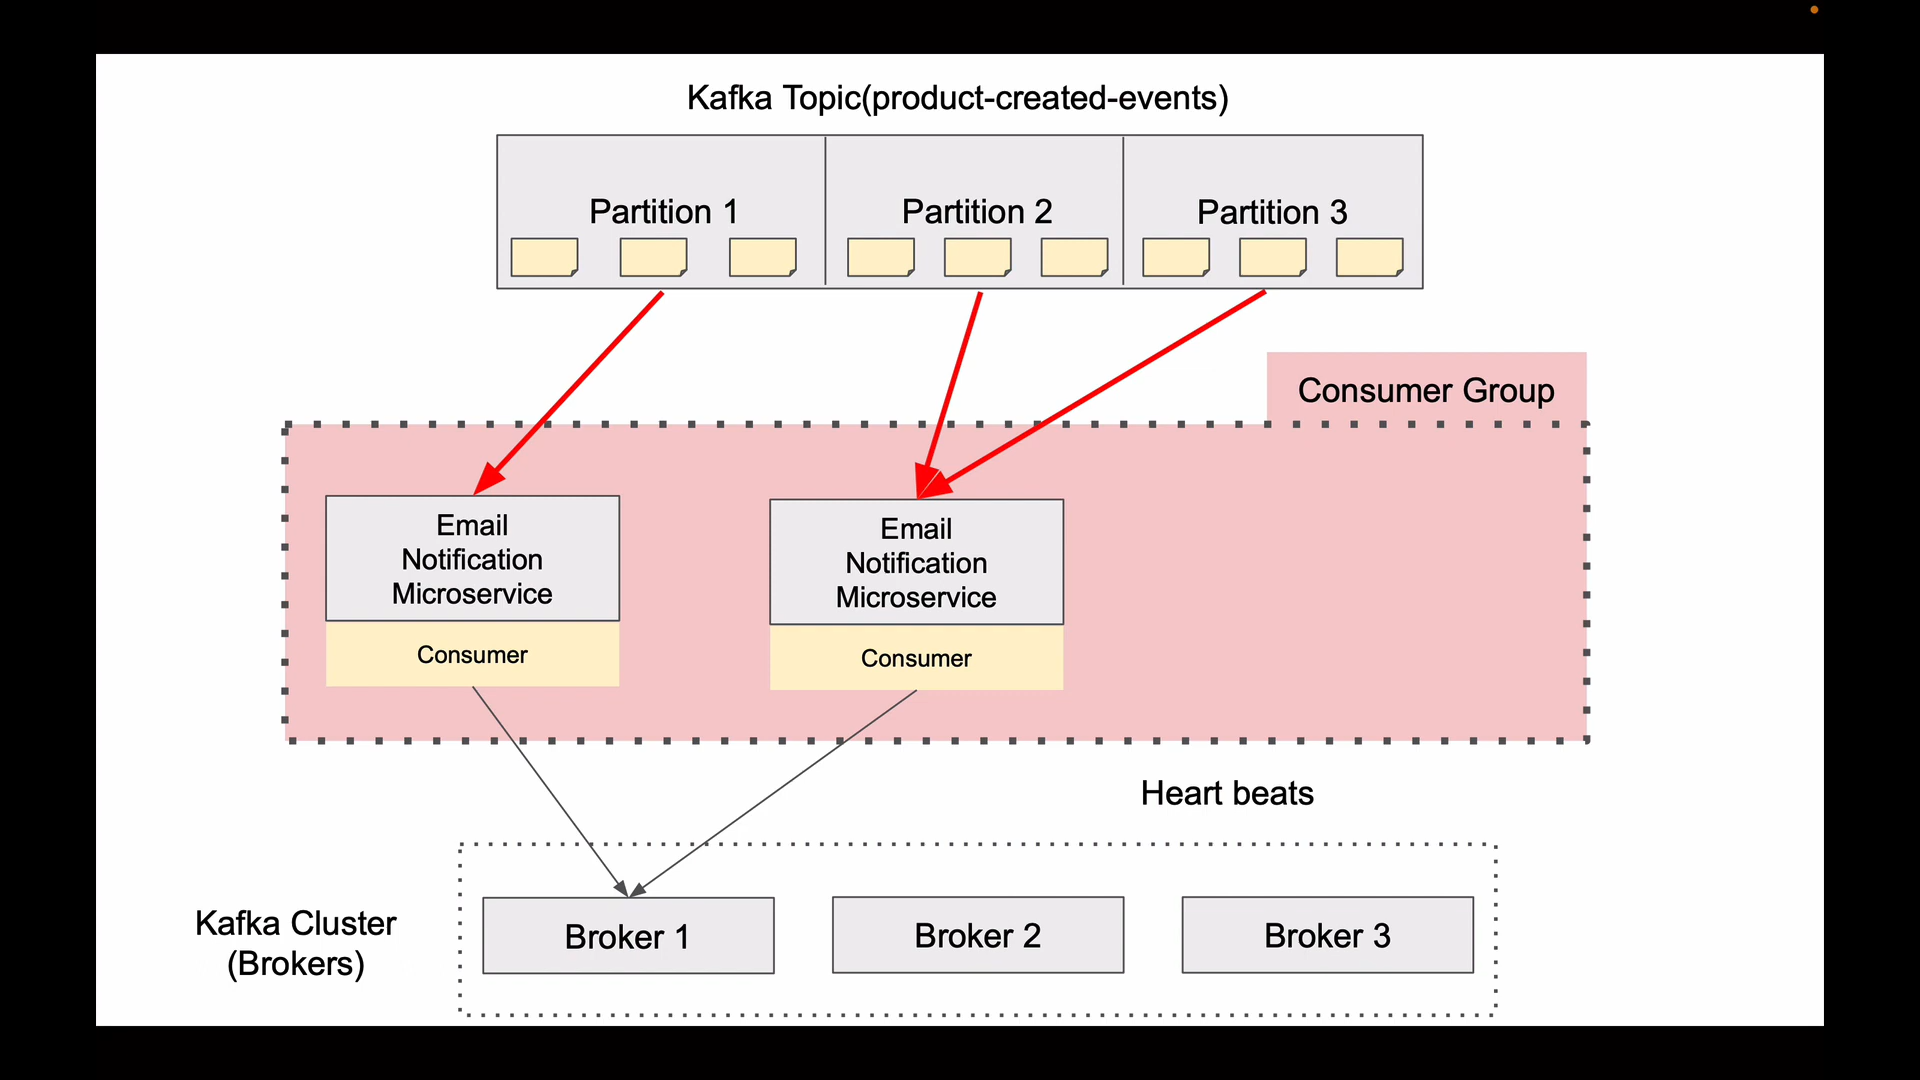 Kafka Topic(product-created-events)
Partition 1
Partition 2
Partition 3
Consumer Group
Email
Notification
Microservice
Consumer
Email
Notification
Microservice
Consumer
Heart beats
Kafka Cluster
(Brokers)
Broker 1
Broker 2
Broker 3